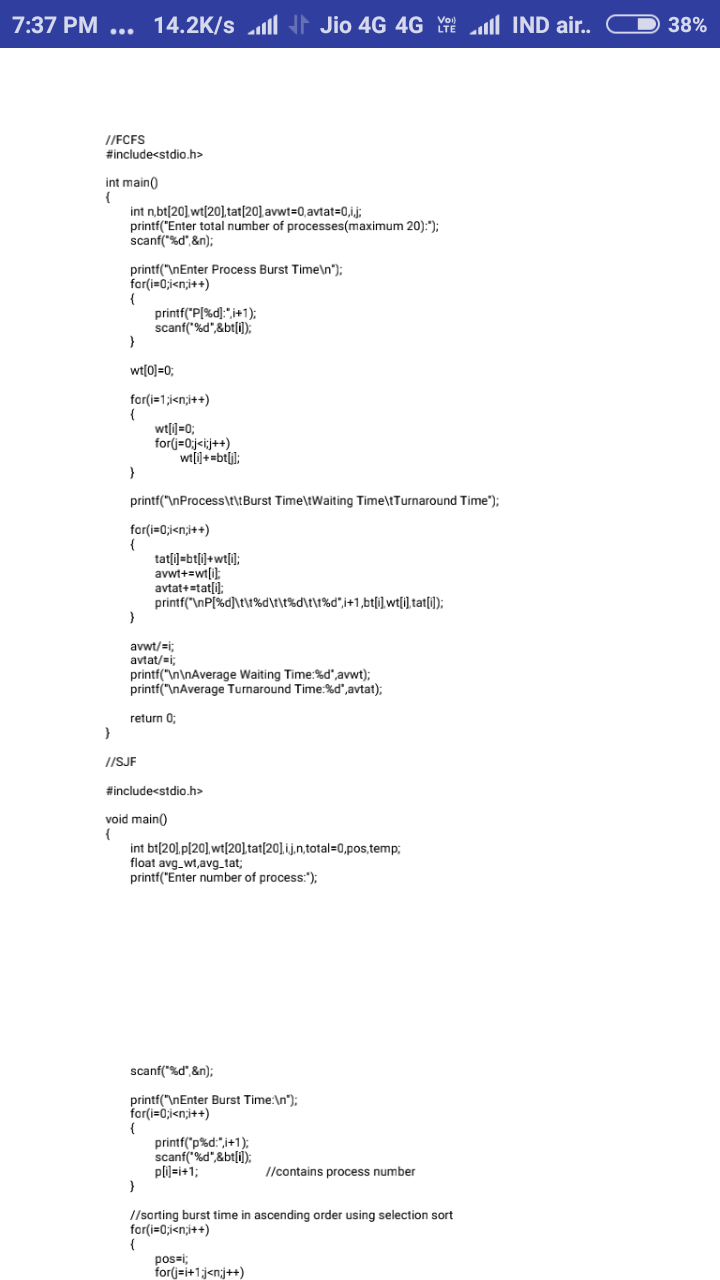 7:37 PM ... 14.2K/s Jio 4G 4G VoLTE IND air.. 38%
//FCFS
#include<stdio.h>
int main()
{
int n,bt[20],wt[20],tat[20],avwt=0,avtat=0,i,j;
printf("Enter total number of processes(maximum 20):");
scanf("%d",&n);
printf("\nEnter Process Burst Time\n");
for(i=0;i<n;i++)
{
printf("P[%d]:",i+1);
scanf("%d",&bt[i]);
}
wt[0]=0;
for(i=1;i<n;i++)
{
wt[i]=0;
for(j=0;j<i;j++)
wt[i]+=bt[j];
}
printf("\nProcess\t\tBurst Time\tWaiting Time\tTurnaround Time");
for(i=0;i<n;i++)
{
tat[i]=bt[i]+wt[i];
avwt+=wt[i];
avtat+=tat[i];
printf("\nP[%d]\t\t%d\t\t%d\t\t%d",i+1,bt[i],wt[i],tat[i]);
}
avwt/=i;
avtat/=i;
printf("\n\nAverage Waiting Time:%d",avwt);
printf("\nAverage Turnaround Time:%d",avtat);
return 0;
}
//SJF
#include<stdio.h>
void main()
{
int bt[20],p[20],wt[20],tat[20],i,j,n,total=0,pos,temp;
float avg_wt,avg_tat;
printf("Enter number of process:");
scanf("%d",&n);
printf("\nEnter Burst Time:\n");
for(i=0;i<n;i++)
{
printf("p%d:",i+1);
scanf("%d",&bt[i]);
p[i]=i+1; //contains process number
}
//sorting burst time in ascending order using selection sort
for(i=0;i<n;i++)
{
pos=i;
for(j=i+1;j<n;j++)